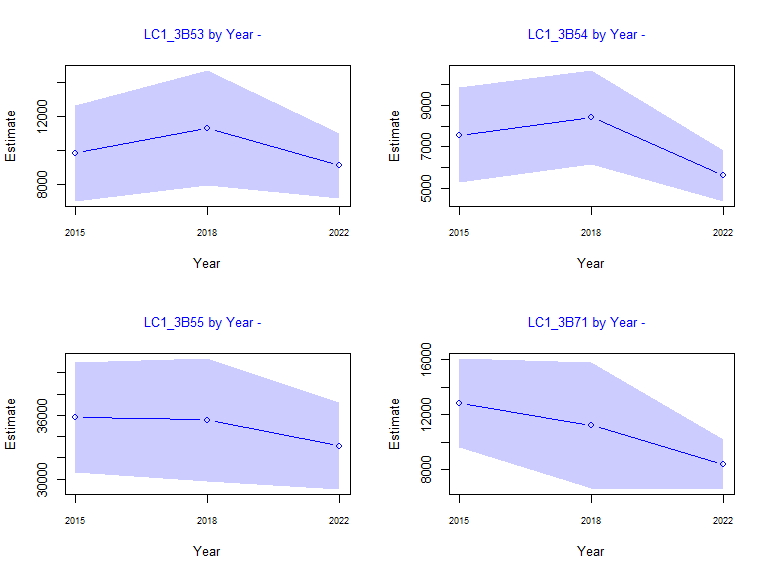 LC1_3B53 by Year -
Estimate
12000
8000
2015 2018 2022
Year
LC1_3B54 by Year -
Estimate
9000
7000
5000
2015 2018 2022
Year
LC1_3B55 by Year -
Estimate
36000
30000
2015 2018 2022
Year
LC1_3B71 by Year -
Estimate
16000
12000
8000
2015 2018 2022
Year